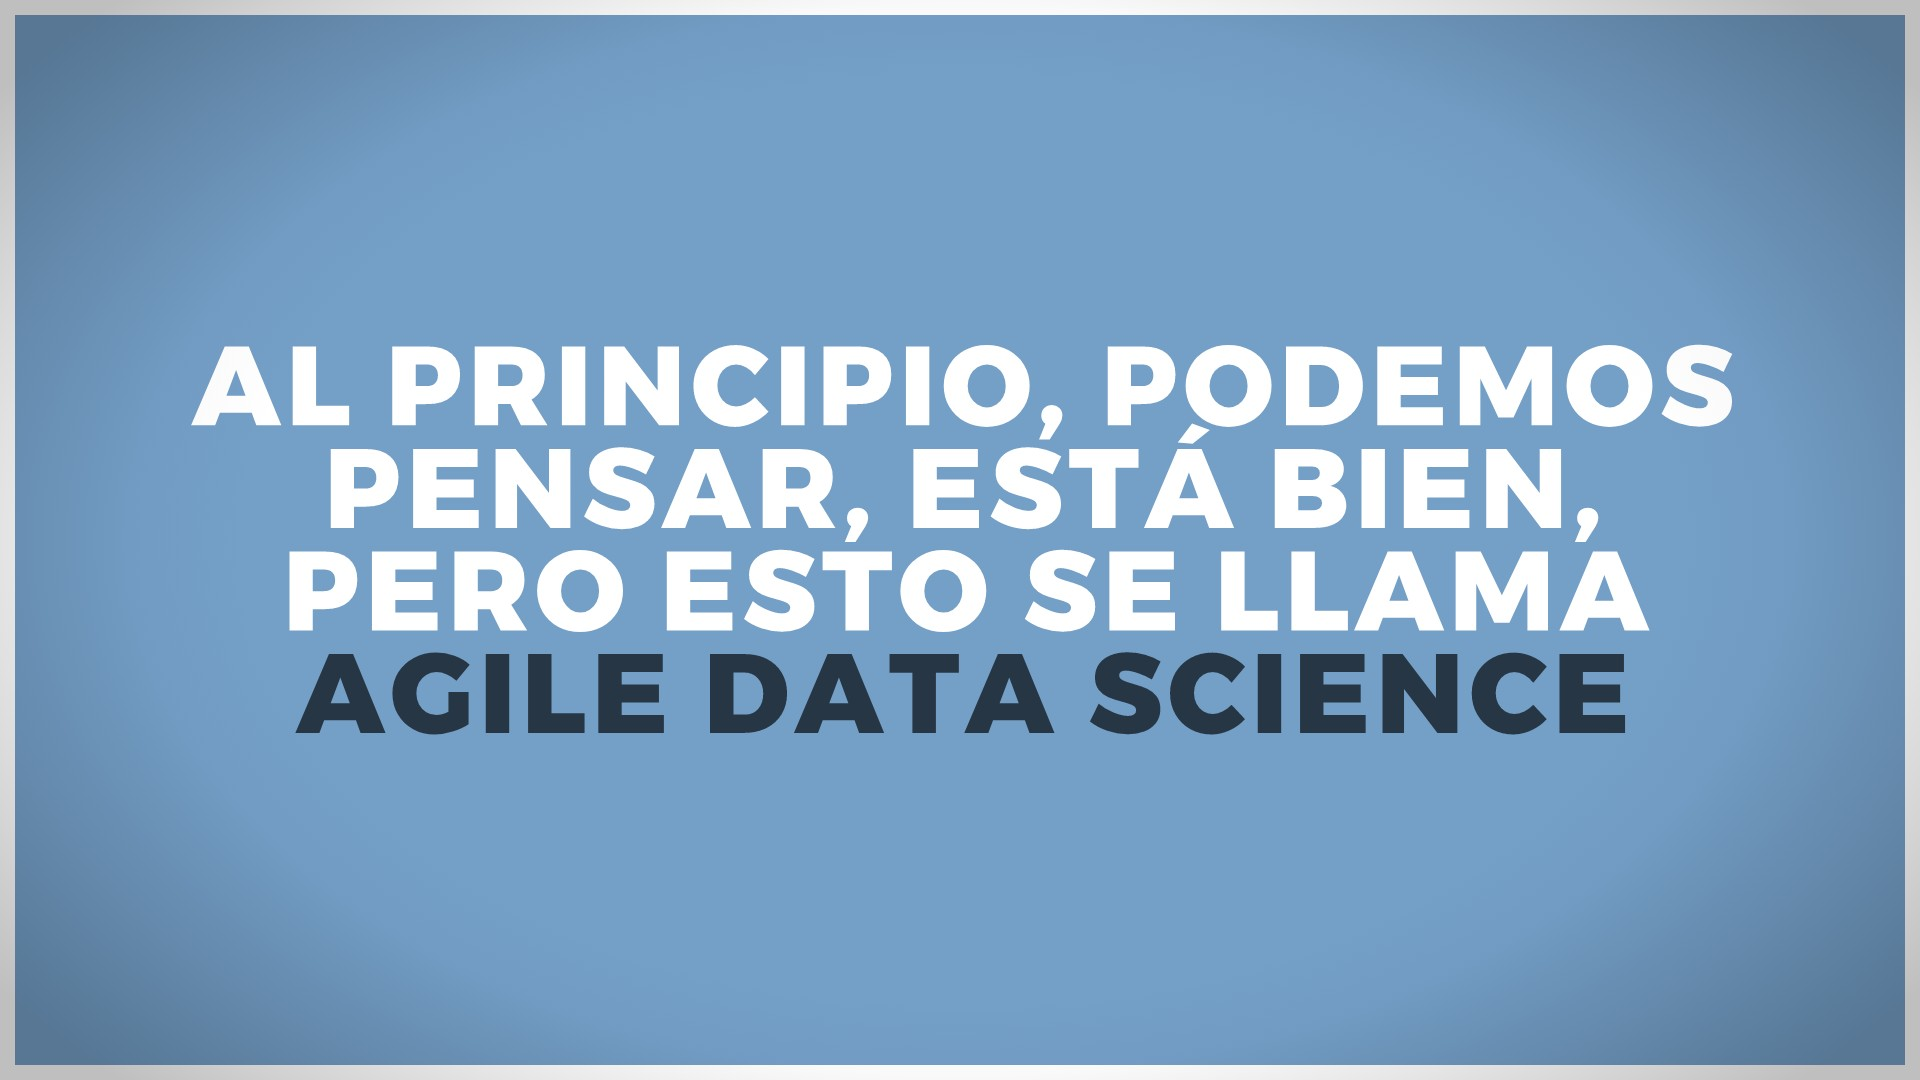 AL PRINCIPIO, PODEMOS
PENSAR, ESTÁ BIEN,
PERO ESTO SE LLAMA
AGILE DATA SCIENCE